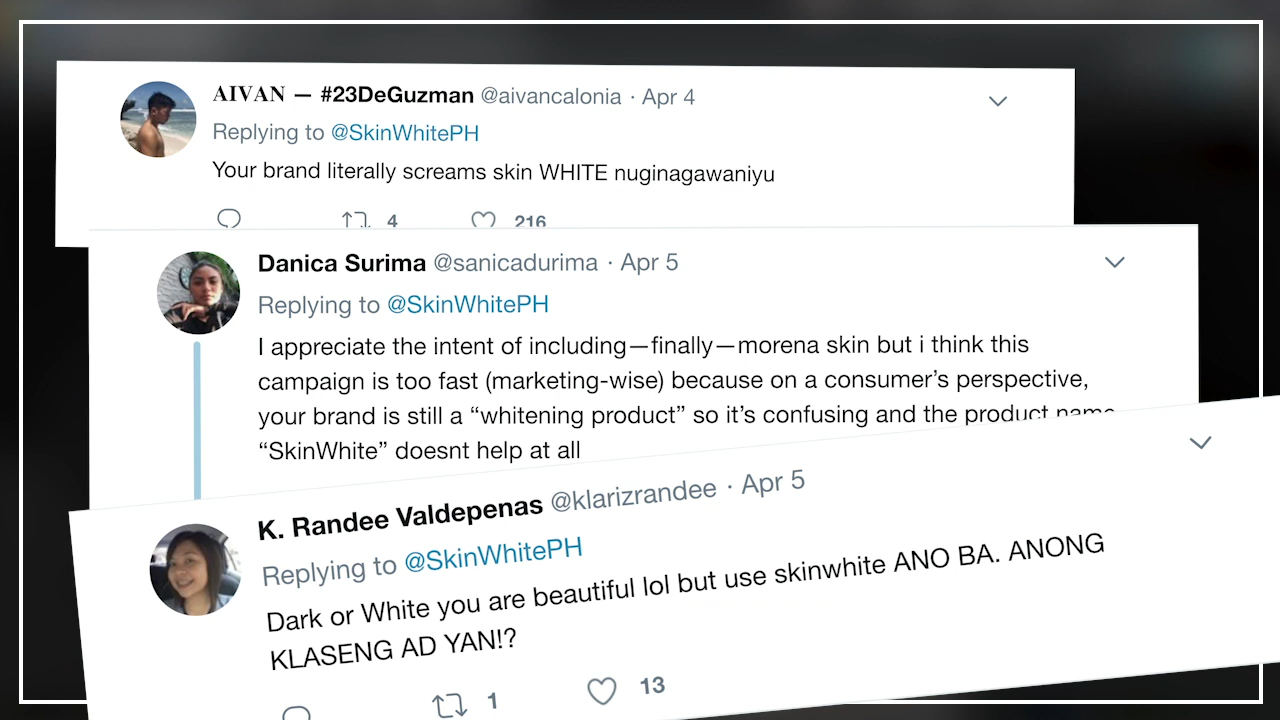 AIVAN — #23DeGuzman @aivancalonia · Apr 4
Replying to @SkinWhitePH
Your brand literally screams skin WHITE nuginagawaniyu
4 216
Danica Surima @sanicadurima · Apr 5
Replying to @SkinWhitePH
I appreciate the intent of including—finally—morena skin but i think this
campaign is too fast (marketing-wise) because on a consumer's perspective,
your brand is still a “whitening product” so it's confusing and the product name
“SkinWhite” doesnt help at all
K. Randee Valdepenas @klarizrandee · Apr 5
Replying to @SkinWhitePH
Dark or White you are beautiful lol but use skinwhite ANO BA. ANONG
KLASENG AD YAN!?
1 13